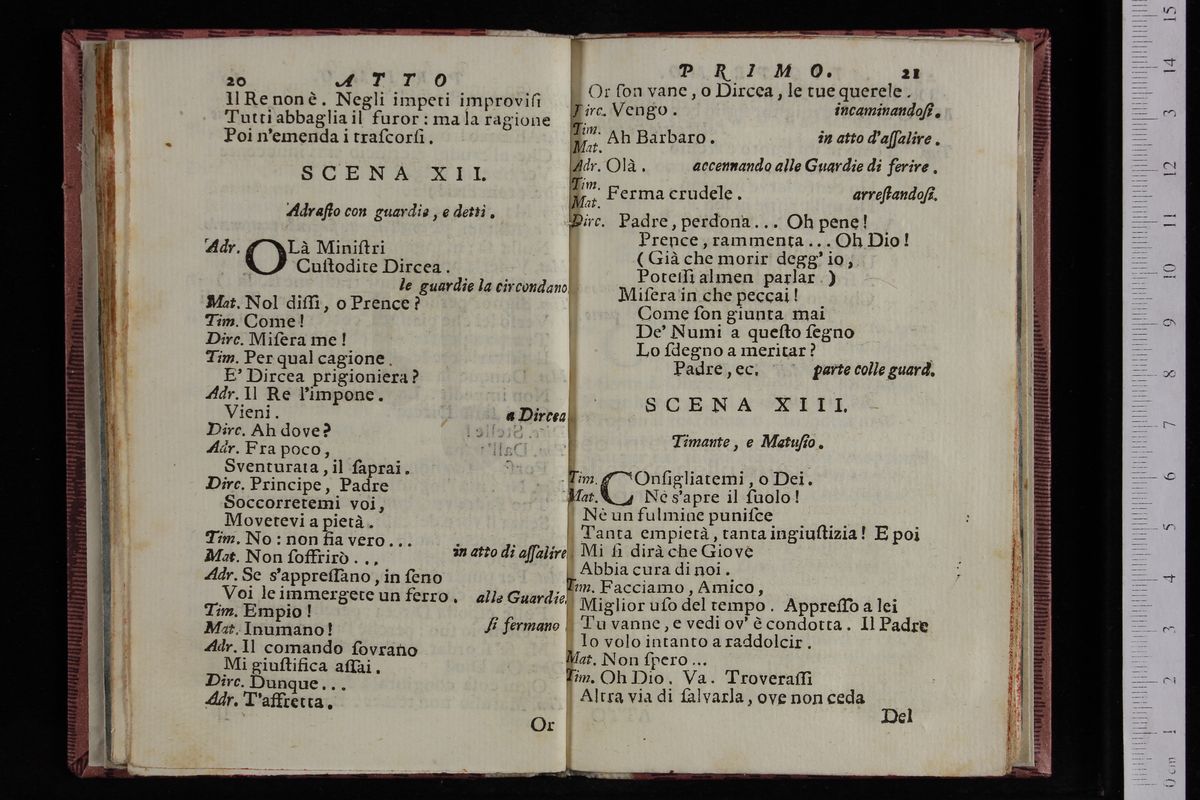 20 ATTO
Il Re non è. Negli impeti improviſi
Tutti abbaglia il furor: ma la ragione
Poi n'emenda i traſcorſi.
SCENA XII.
Adraſto con guardie, e detti.
Adr. OLà Miniſtri
Cuſtodite Dircea.
le guardie la circondano
Mat. Nol diſſi, o Prence?
Tim. Come!
Dirc. Miſera me!
Tim. Per qual cagione
E' Dircea prigioniera?
Adr. Il Re l'impone.
Vieni. a Dircea
Dirc. Ah dove?
Adr. Fra poco,
Sventurata, il ſaprai.
Dirc. Principe, Padre
Soccorretemi voi,
Movetevi a pietà.
Tim. No: non fia vero...
Mat. Non ſoffrirò... in atto di aſſalire
Adr. Se s'appreſſano, in ſeno
Voi le immergete un ferro. alle Guardie.
Tim. Empio!
Mat. Inumano! ſi fermano
Adr. Il comando ſovrano
Mi giuſtifica aſſai.
Dirc. Dunque...
Adr. T'affretta.
Or
PRIMO. 21
Or ſon vane, o Dircea, le tue querele.
Dirc. Vengo. incaminandoſi.
Tim.
Mat. Ah Barbaro. in atto d'aſſalire.
Adr. Olà. accennando alle Guardie di ferire.
Tim.
Mat. Ferma crudele. arreſtandoſi.
Dirc. Padre, perdona... Oh pene!
Prence, rammenta... Oh Dio!
(Già che morir degg' io,
Poteſſi almen parlar.)
Miſera in che peccai!
Come ſon giunta mai
De' Numi a queſto ſegno
Lo ſdegno a meritar?
Padre, ec. parte colle guard.
SCENA XIII.
Timante, e Matuſio.
Tim. COnſigliatemi, o Dei.
Mat. Nè s'apre il ſuolo!
Nè un fulmine puniſce
Tanta empietà, tanta ingiuſtizia! E poi
Mi ſi dirà che Giove
Abbia cura di noi.
Tim. Facciamo, Amico,
Miglior uſo del tempo. Appreſſo a lei
Tu vanne, e vedi ov' è condotta. Il Padre
Io volo intanto a raddolcir.
Mat. Non ſpero...
Tim. Oh Dio. Va. Troveraſſi
Altra via di ſalvarla, ove non ceda
Del